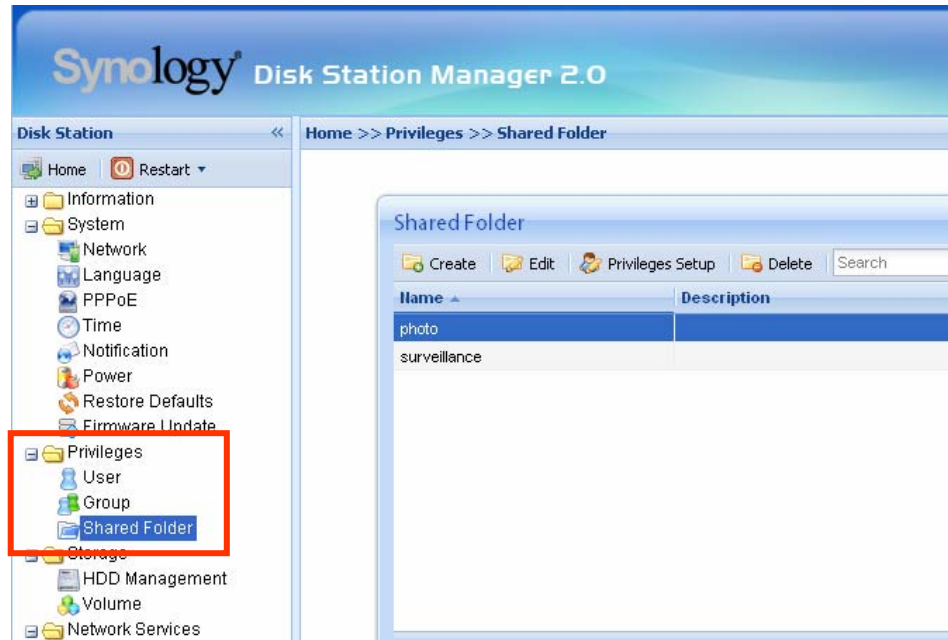 Synology Disk Station Manager 2.0
Disk Station
Home >> Privileges >> Shared Folder
Home Restart
Information
System
Network
Language
PPPoE
Time
Notification
Power
Restore Defaults
Firmware Update
Privileges
User
Group
Shared Folder
Storage
HDD Management
Volume
Network Services
Shared Folder
Create Edit Privileges Setup Delete Search
Name Description
photo
surveillance